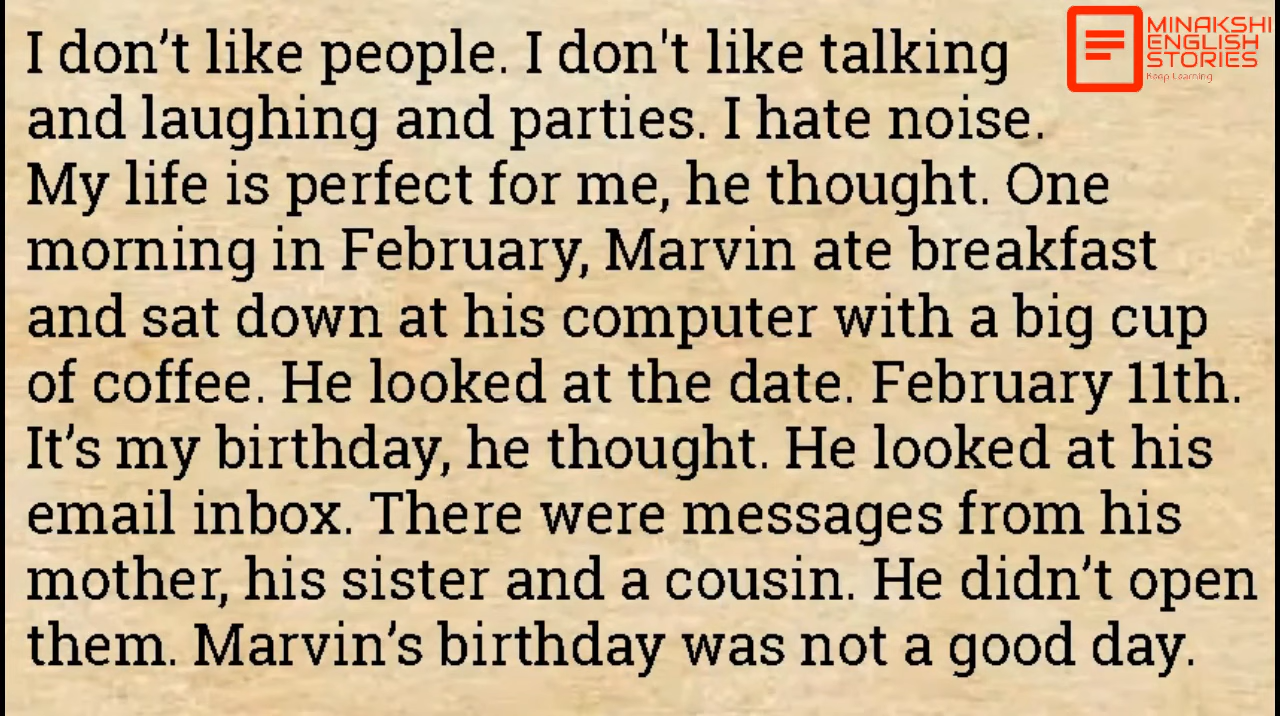 I don’t like people. I don't like talking
and laughing and parties. I hate noise.
My life is perfect for me, he thought. One
morning in February, Marvin ate breakfast
and sat down at his computer with a big cup
of coffee. He looked at the date. February 11th.
It’s my birthday, he thought. He looked at his
email inbox. There were messages from his
mother, his sister and a cousin. He didn’t open
them. Marvin’s birthday was not a good day.
MINAKSHI
ENGLISH
STORIES
Keep Learning